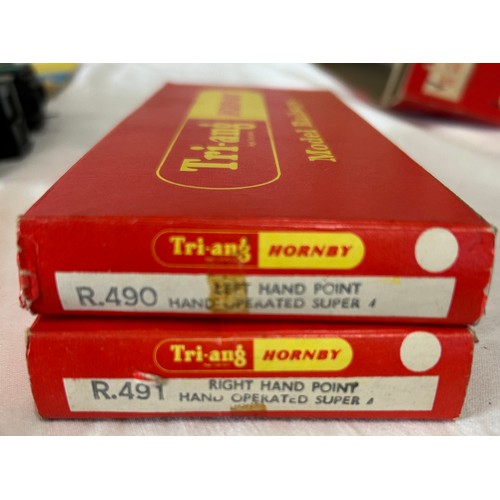 Tri-ang HORNBY
Model Railways
Tri-ang HORNBY
R.490 LEFT HAND POINT
HAND OPERATED SUPER 4
Tri-ang HORNBY
R.491 RIGHT HAND POINT
HAND OPERATED SUPER 4